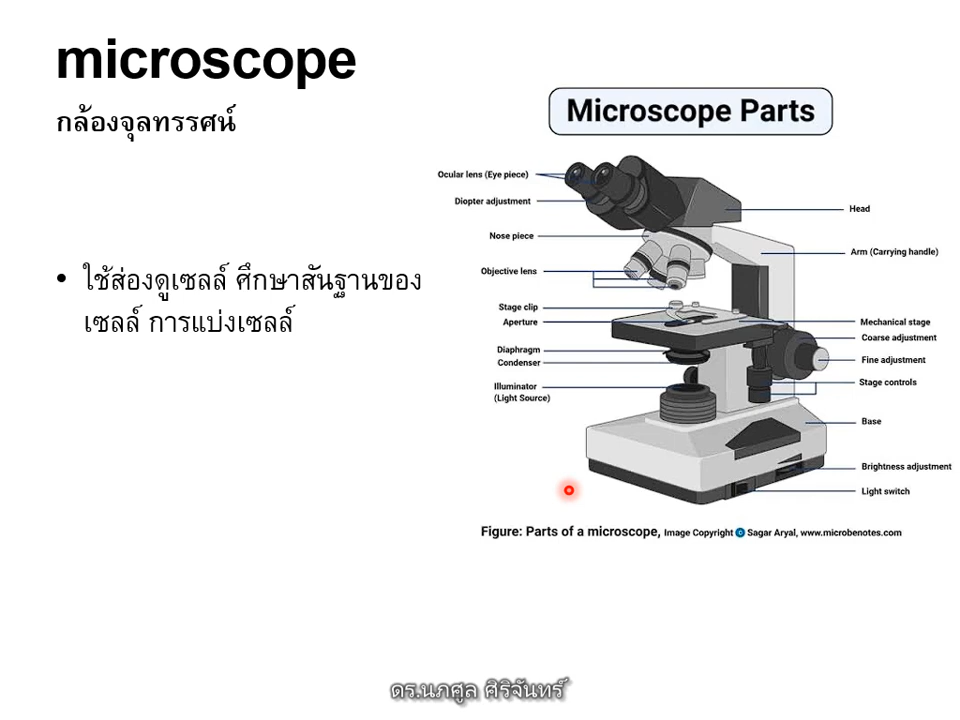 microscope
กล้องจุลทรรศน์
• ใช้ส่องดูเซลล์ ศึกษาสันฐานของ
เซลล์ การแบ่งเซลล์
Microscope Parts
Ocular lens (Eye piece)
Diopter adjustment
Nose piece
Objective lens
Stage clip
Aperture
Diaphragm
Condenser
Illuminator
(Light Source)
Head
Arm (Carrying handle)
Mechanical stage
Coarse adjustment
Fine adjustment
Stage controls
Base
Brightness adjustment
Light switch
Figure: Parts of a microscope, Image Copyright © Sagar Aryal, www.microbenotes.com
ดร.นภศูล ศิริจันทร์